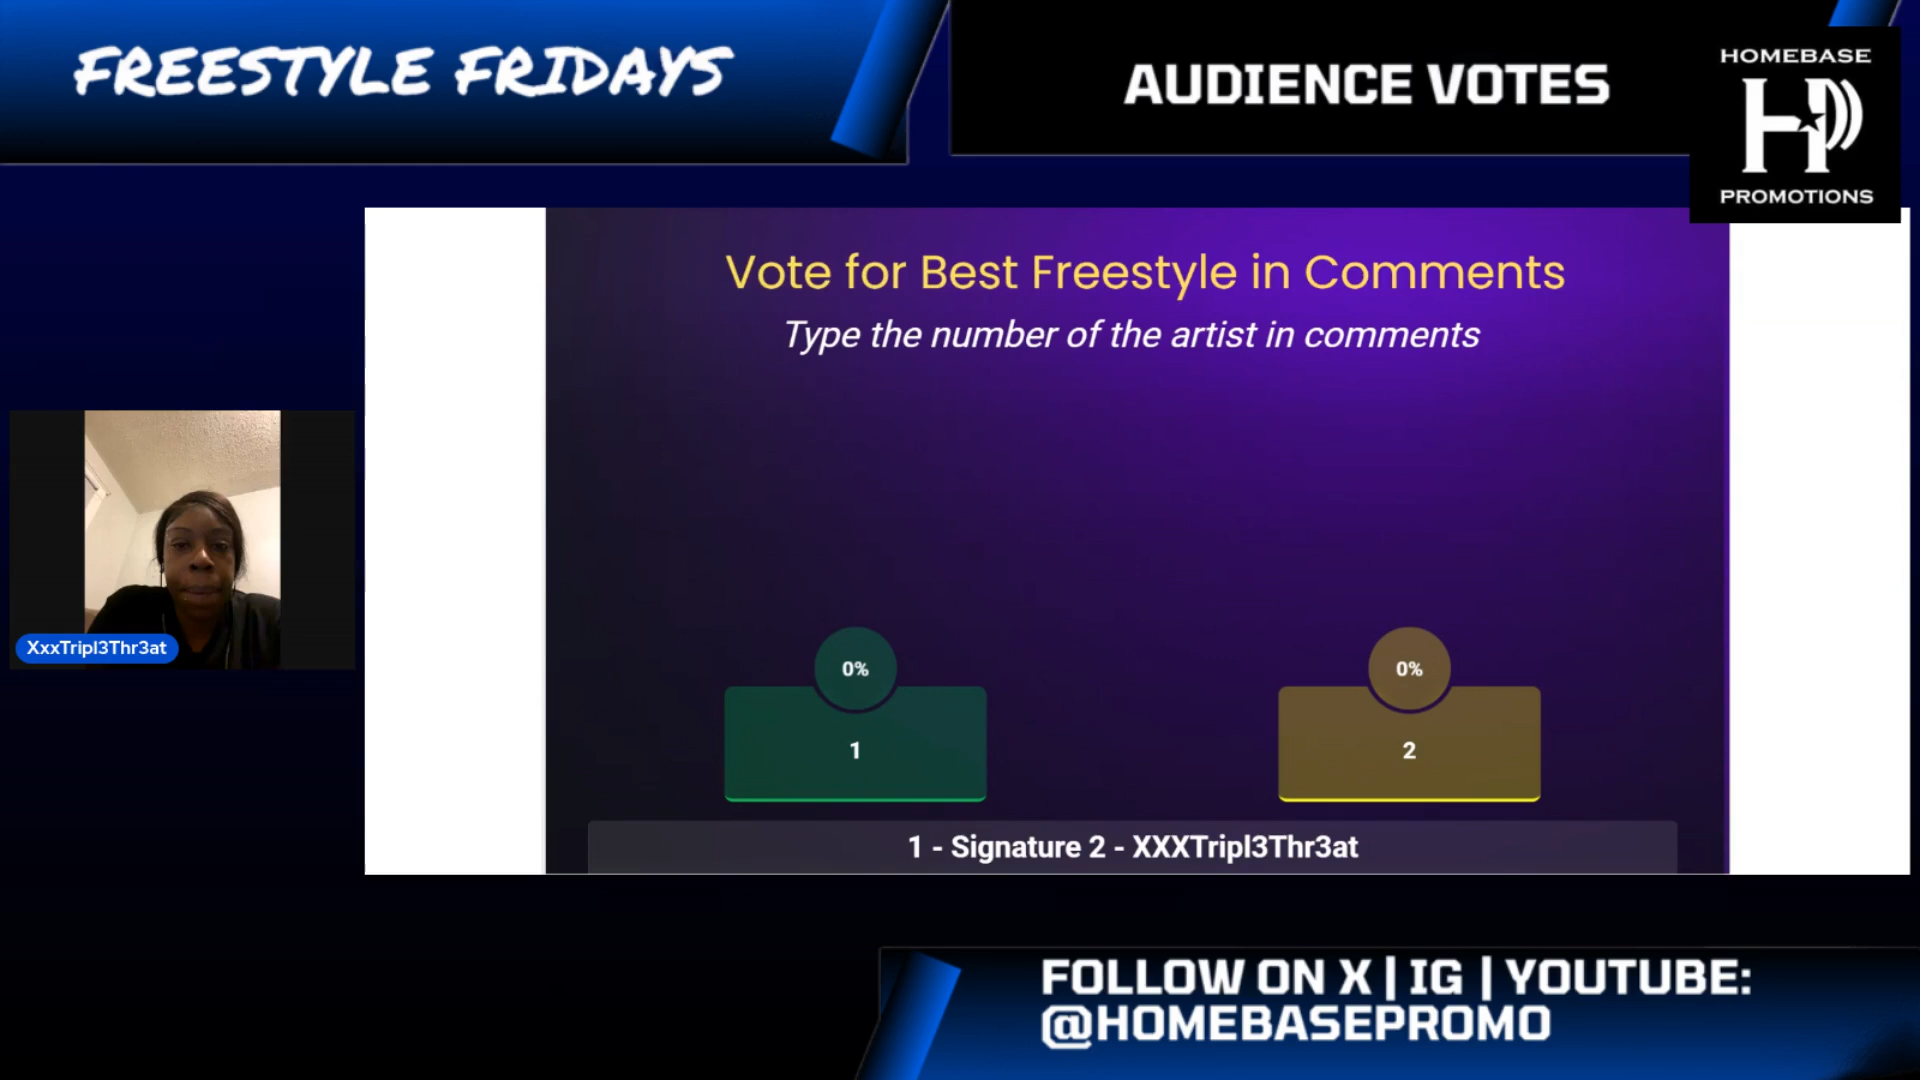 FREESTYLE FRIDAYS
AUDIENCE VOTES
HOMEBASE
H
PROMOTIONS
Vote for Best Freestyle in Comments
Type the number of the artist in comments
XxxTripl3Thr3at
0%
0%
1
2
1 - Signature 2 - XXXTripl3Thr3at
FOLLOW ON X | IG | YOUTUBE:
@HOMEBASEPROMO